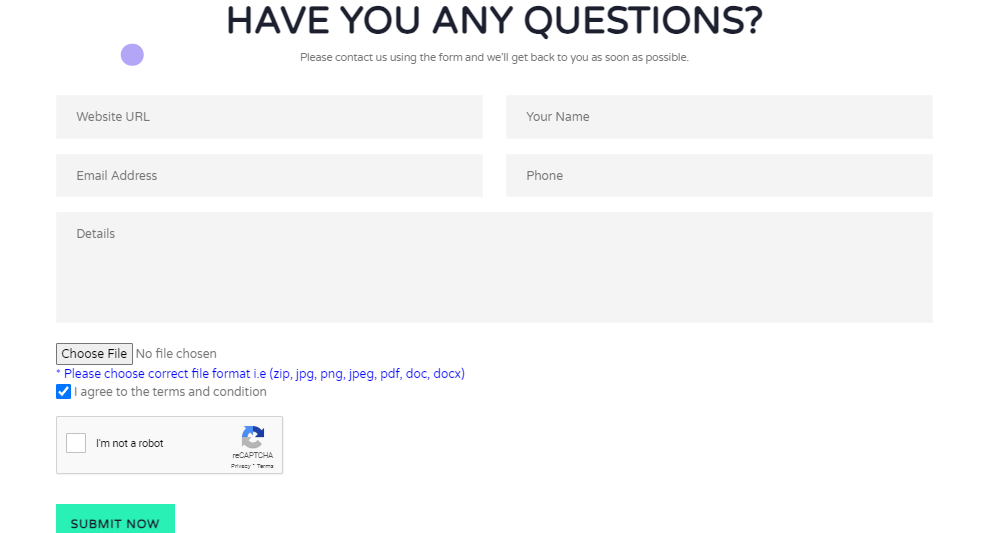 HAVE YOU ANY QUESTIONS?
Please contact us using the form and we'll get back to you as soon as possible.
Website URL
Your Name
Email Address
Phone
Details
Choose File No file chosen
* Please choose correct file format i.e (zip, jpg, png, jpeg, pdf, doc, docx)
I agree to the terms and condition
I'm not a robot
reCAPTCHA
Privacy * Terms
SUBMIT NOW